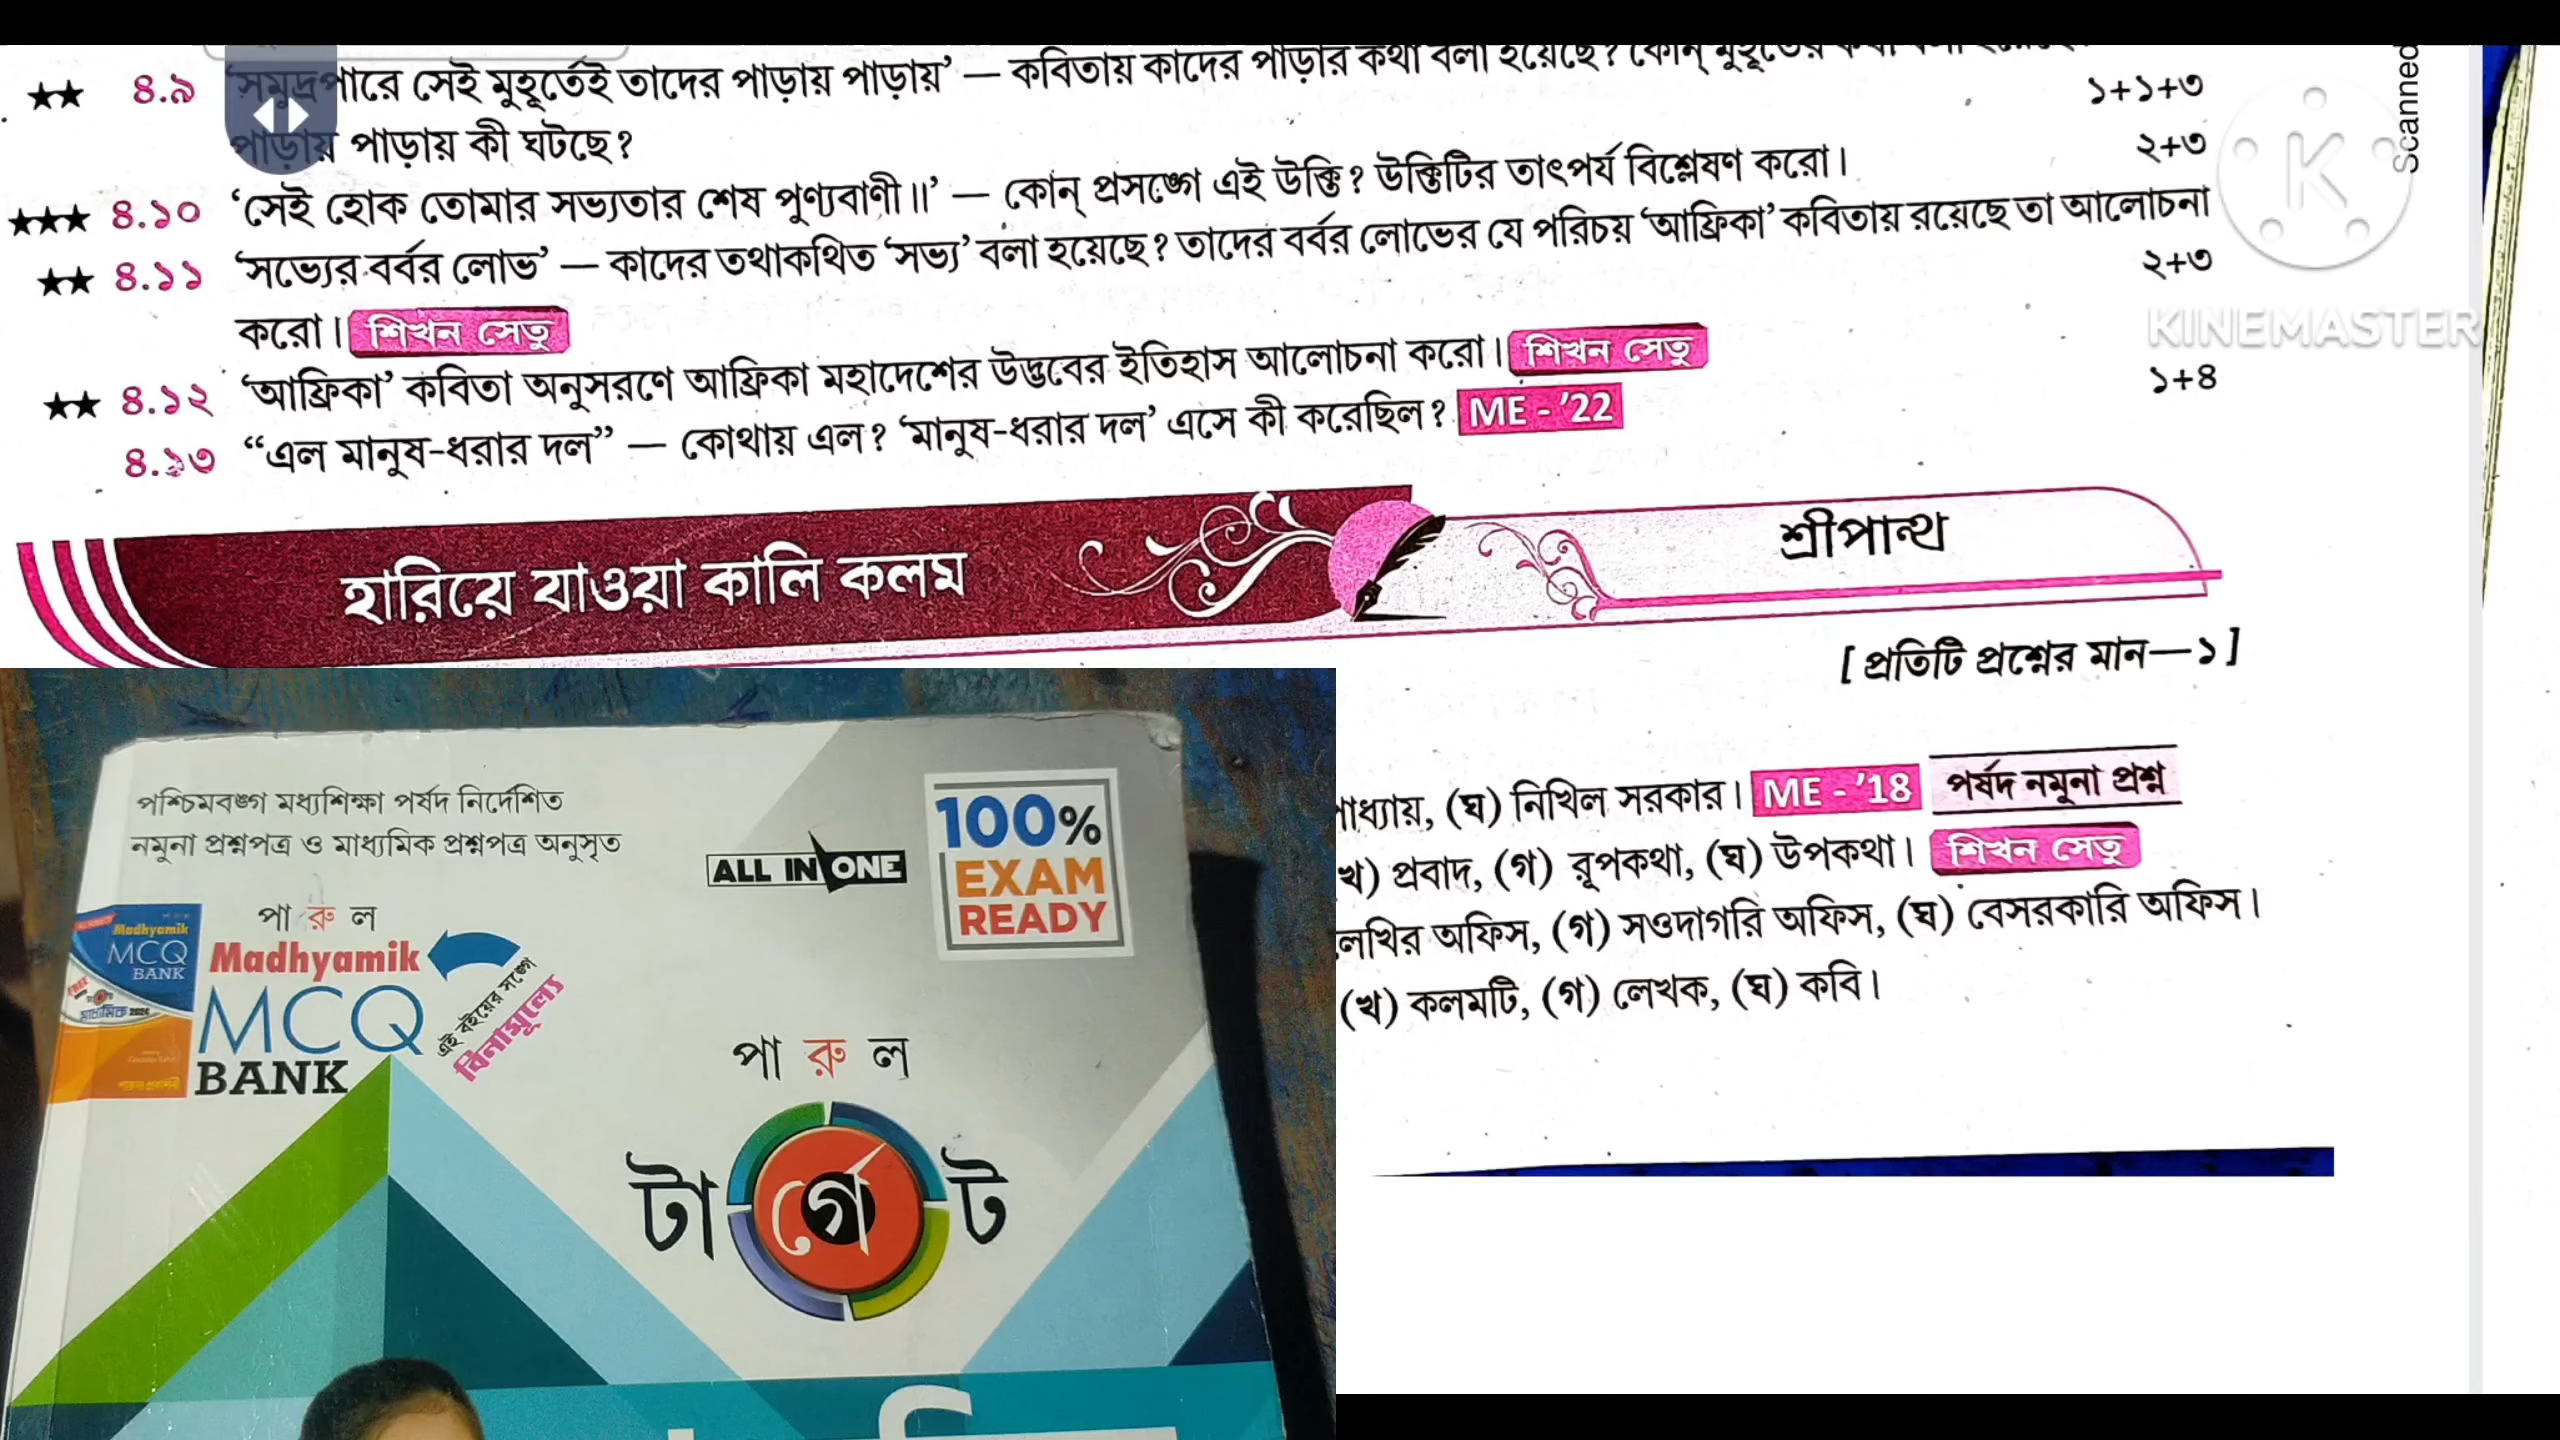 ★★ ৪.৯ ‘সমুদ্রপারে সেই মুহূর্তেই তাদের পাড়ায় পাড়ায়’ — কবিতায় কাদের পাড়ার কথা বলা হয়েছে? কোন্ মুহূর্তের কথা বলা
পাড়ায় পাড়ায় কী ঘটছে? ১+১+৩
★★★ ৪.১০ ‘সেই হোক তোমার সভ্যতার শেষ পুণ্যবাণী॥’ — কোন্ প্রসঙ্গে এই উক্তি? উক্তিটির তাৎপর্য বিশ্লেষণ করো। ২+৩
★★ ৪.১১ ‘সভ্যের বর্বর লোভ’ — কাদের তথাকথিত ‘সভ্য’ বলা হয়েছে? তাদের বর্বর লোভের যে পরিচয় ‘আফ্রিকা’ কবিতায় রয়েছে তা আলোচনা
করো। শিখন সেতু ২+৩
★★ ৪.১২ ‘আফ্রিকা’ কবিতা অনুসরণে আফ্রিকা মহাদেশের উদ্ভবের ইতিহাস আলোচনা করো। শিখন সেতু
৪.১৩ “এল মানুষ-ধরার দল” — কোথায় এল? ‘মানুষ-ধরার দল’ এসে কী করেছিল? ME - ’22 ১+৪
Scanned
KINEMASTER
হারিয়ে যাওয়া কালি কলম
শ্রীপান্থ
[ প্রতিটি প্রশ্নের মান—১ ]
পাধ্যায়, (ঘ) নিখিল সরকার। ME - ’18 পর্ষদ নমুনা প্রশ্ন
খ) প্রবাদ, (গ) রূপকথা, (ঘ) উপকথা। শিখন সেতু
লেখির অফিস, (গ) সওদাগরি অফিস, (ঘ) বেসরকারি অফিস।
(খ) কলমটি, (গ) লেখক, (ঘ) কবি।
পশ্চিমবঙ্গ মধ্যশিক্ষা পর্ষদ নির্দেশিত
নমুনা প্রশ্নপত্র ও মাধ্যমিক প্রশ্নপত্র অনুসৃত
ALL IN ONE
100%
EXAM
READY
পারুল
Madhyamik
MCQ
BANK
এই বইয়ের সঙ্গে
বিনামূল্যে
Madhyamik
MCQ
BANK
FREE
পারুল
টার্গেট